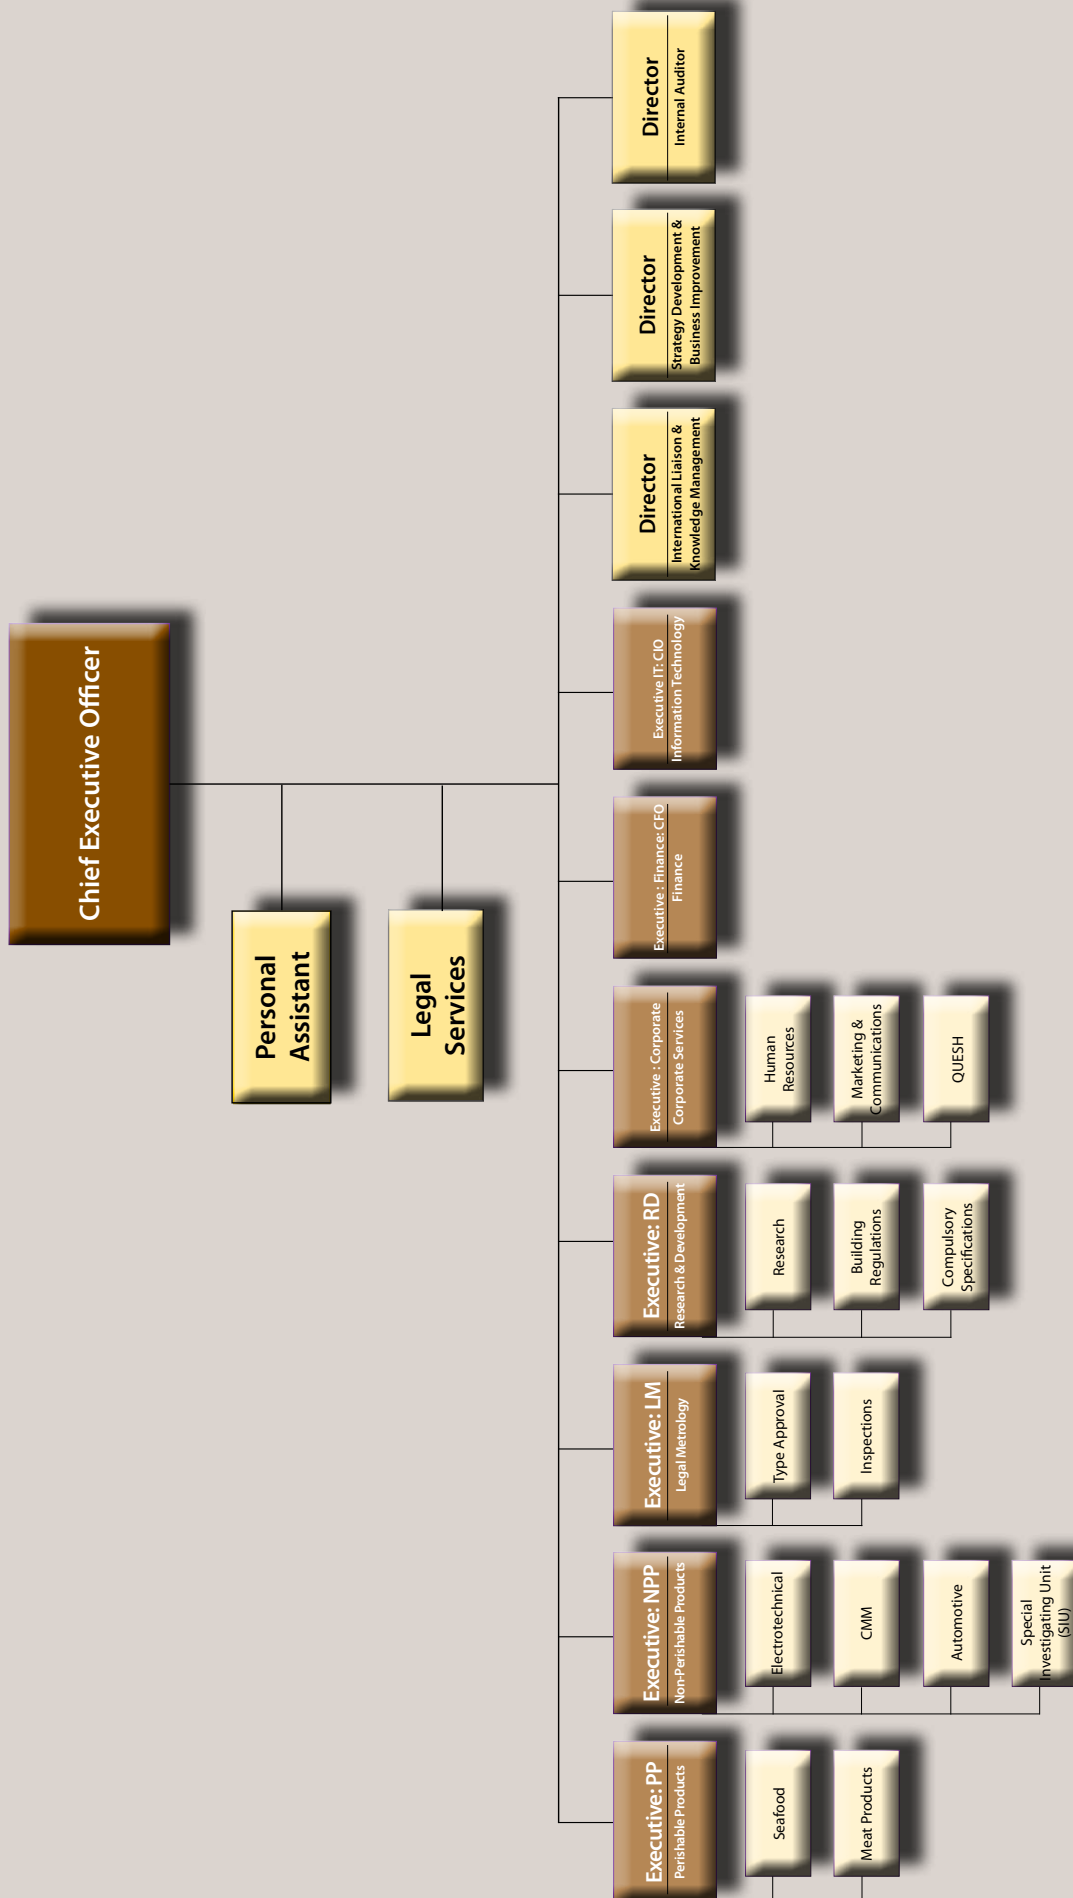 Chief Executive Officer
Personal
Assistant
Legal
Services
Executive: PP
Perishable Products
Seafood
Meat Products
Executive: NPP
Non-Perishable Products
Electrotechnical
CMM
Automotive
Special
Investigating Unit
(SIU)
Executive: LM
Legal Metrology
Type Approval
Inspections
Executive: RD
Research & Development
Research
Building
Regulations
Compulsory
Specifications
Executive : Corporate
Corporate Services
Human
Resources
Marketing &
Communications
QUESH
Executive : Finance: CFO
Finance
Executive IT: CIO
Information Technology
Director
International Liaison &
Knowledge Management
Director
Strategy Development &
Business Improvement
Director
Internal Auditor